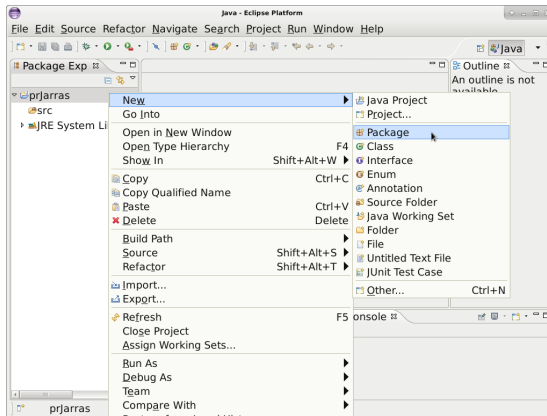 Java - Eclipse Platform
File Edit Source Refactor Navigate Search Project Run Window Help
Java
Package Exp
Outline
An outline is not
available.
prJarras
src
JRE System Li
New
Go Into
Open in New Window
Open Type Hierarchy F4
Show In Shift+Alt+W
Copy Ctrl+C
Copy Qualified Name
Paste Ctrl+V
Delete Delete
Build Path
Source Shift+Alt+S
Refactor Shift+Alt+T
Import...
Export...
Refresh F5
Close Project
Assign Working Sets...
Run As
Debug As
Team
Compare With
Java Project
Project...
Package
Class
Interface
Enum
Annotation
Source Folder
Java Working Set
Folder
File
Untitled Text File
JUnit Test Case
Other... Ctrl+N
onsole
prJarras